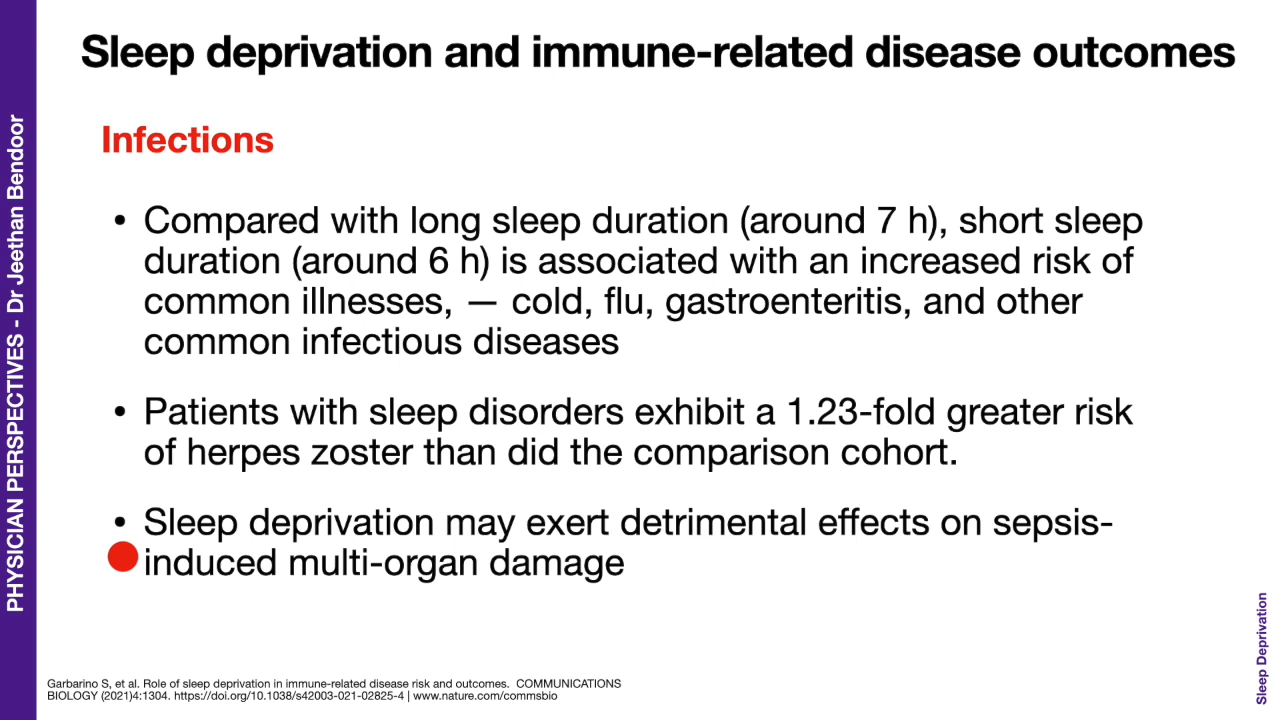 Sleep deprivation and immune-related disease outcomes
PHYSICIAN PERSPECTIVES - Dr Jeethan Bendoor
Infections
• Compared with long sleep duration (around 7 h), short sleep
duration (around 6 h) is associated with an increased risk of
common illnesses, — cold, flu, gastroenteritis, and other
common infectious diseases
• Patients with sleep disorders exhibit a 1.23-fold greater risk
of herpes zoster than did the comparison cohort.
• Sleep deprivation may exert detrimental effects on sepsis-
induced multi-organ damage
Sleep Deprivation
Garbarino S, et al. Role of sleep deprivation in immune-related disease risk and outcomes. COMMUNICATIONS
BIOLOGY (2021)4:1304. https://doi.org/10.1038/s42003-021-02825-4 | www.nature.com/commsbio